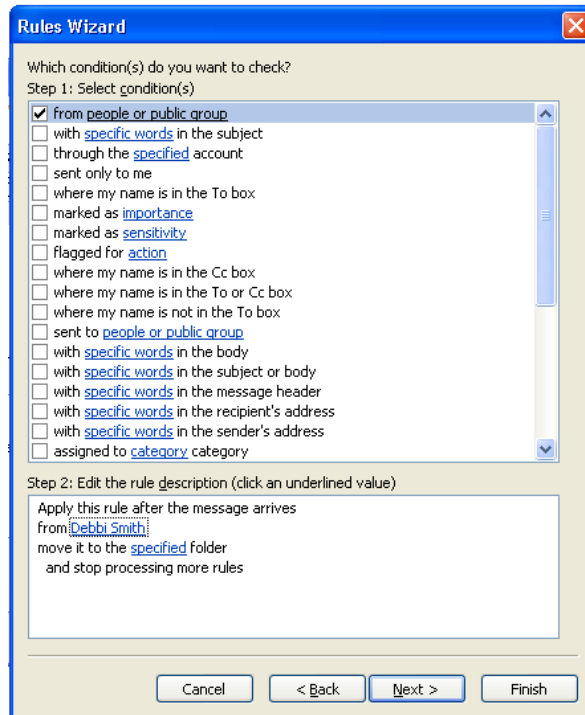 Rules Wizard
Which condition(s) do you want to check?
Step 1: Select condition(s)
from people or public group
with specific words in the subject
through the specified account
sent only to me
where my name is in the To box
marked as importance
marked as sensitivity
flagged for action
where my name is in the Cc box
where my name is in the To or Cc box
where my name is not in the To box
sent to people or public group
with specific words in the body
with specific words in the subject or body
with specific words in the message header
with specific words in the recipient's address
with specific words in the sender's address
assigned to category category
Step 2: Edit the rule description (click an underlined value)
Apply this rule after the message arrives
from Debbi Smith
move it to the specified folder
and stop processing more rules
Cancel < Back Next > Finish